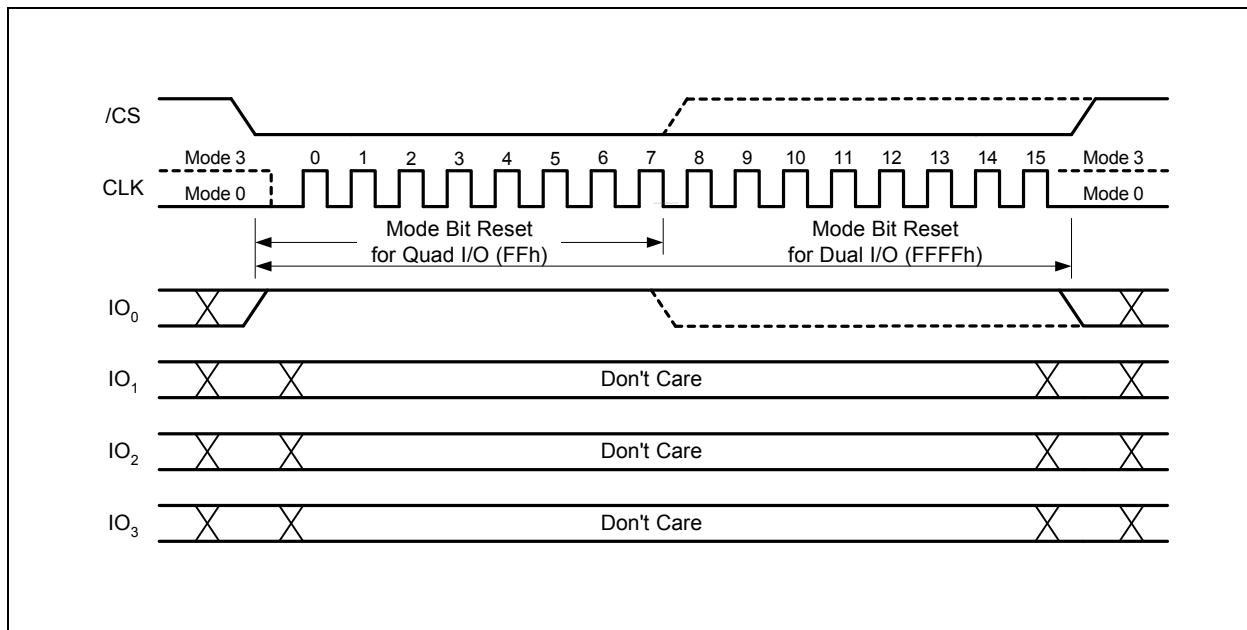 /CS
Mode 3 0 1 2 3 4 5 6 7 8 9 10 11 12 13 14 15 Mode 3
CLK
Mode 0 Mode 0
Mode Bit Reset Mode Bit Reset
for Quad I/O (FFh) for Dual I/O (FFFFh)
IO0
IO1 Don't Care
IO2 Don't Care
IO3 Don't Care